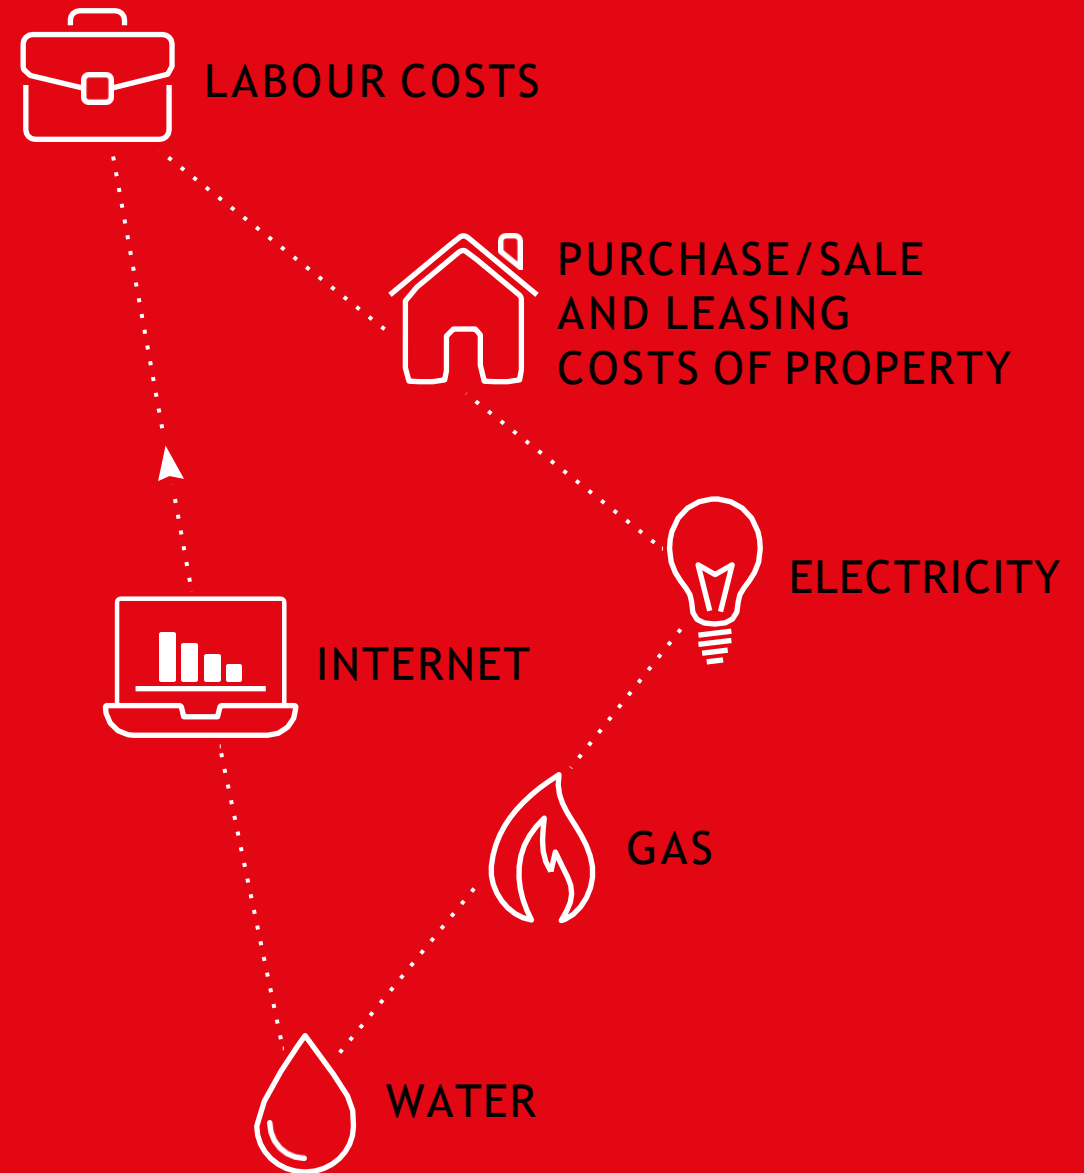 LABOUR COSTS
PURCHASE/SALE
AND LEASING
COSTS OF PROPERTY
ELECTRICITY
INTERNET
GAS
WATER